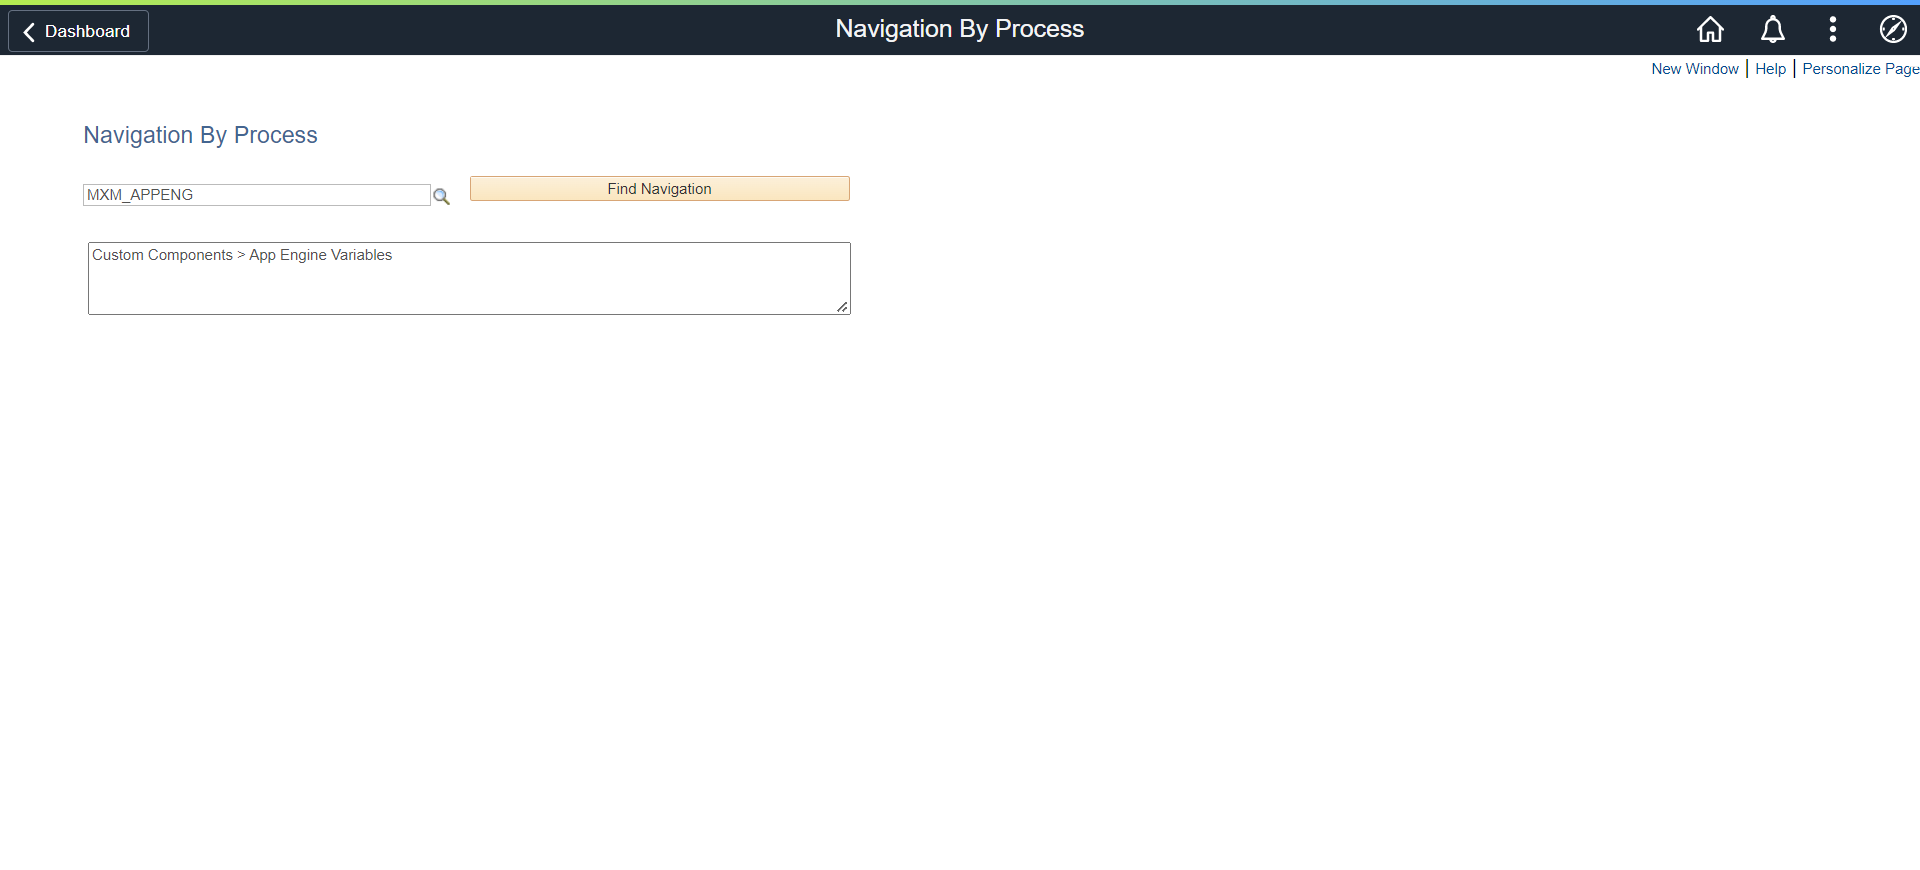 Dashboard
Navigation By Process
New Window | Help | Personalize Page
Navigation By Process
MXM_APPENG
Find Navigation
Custom Components > App Engine Variables